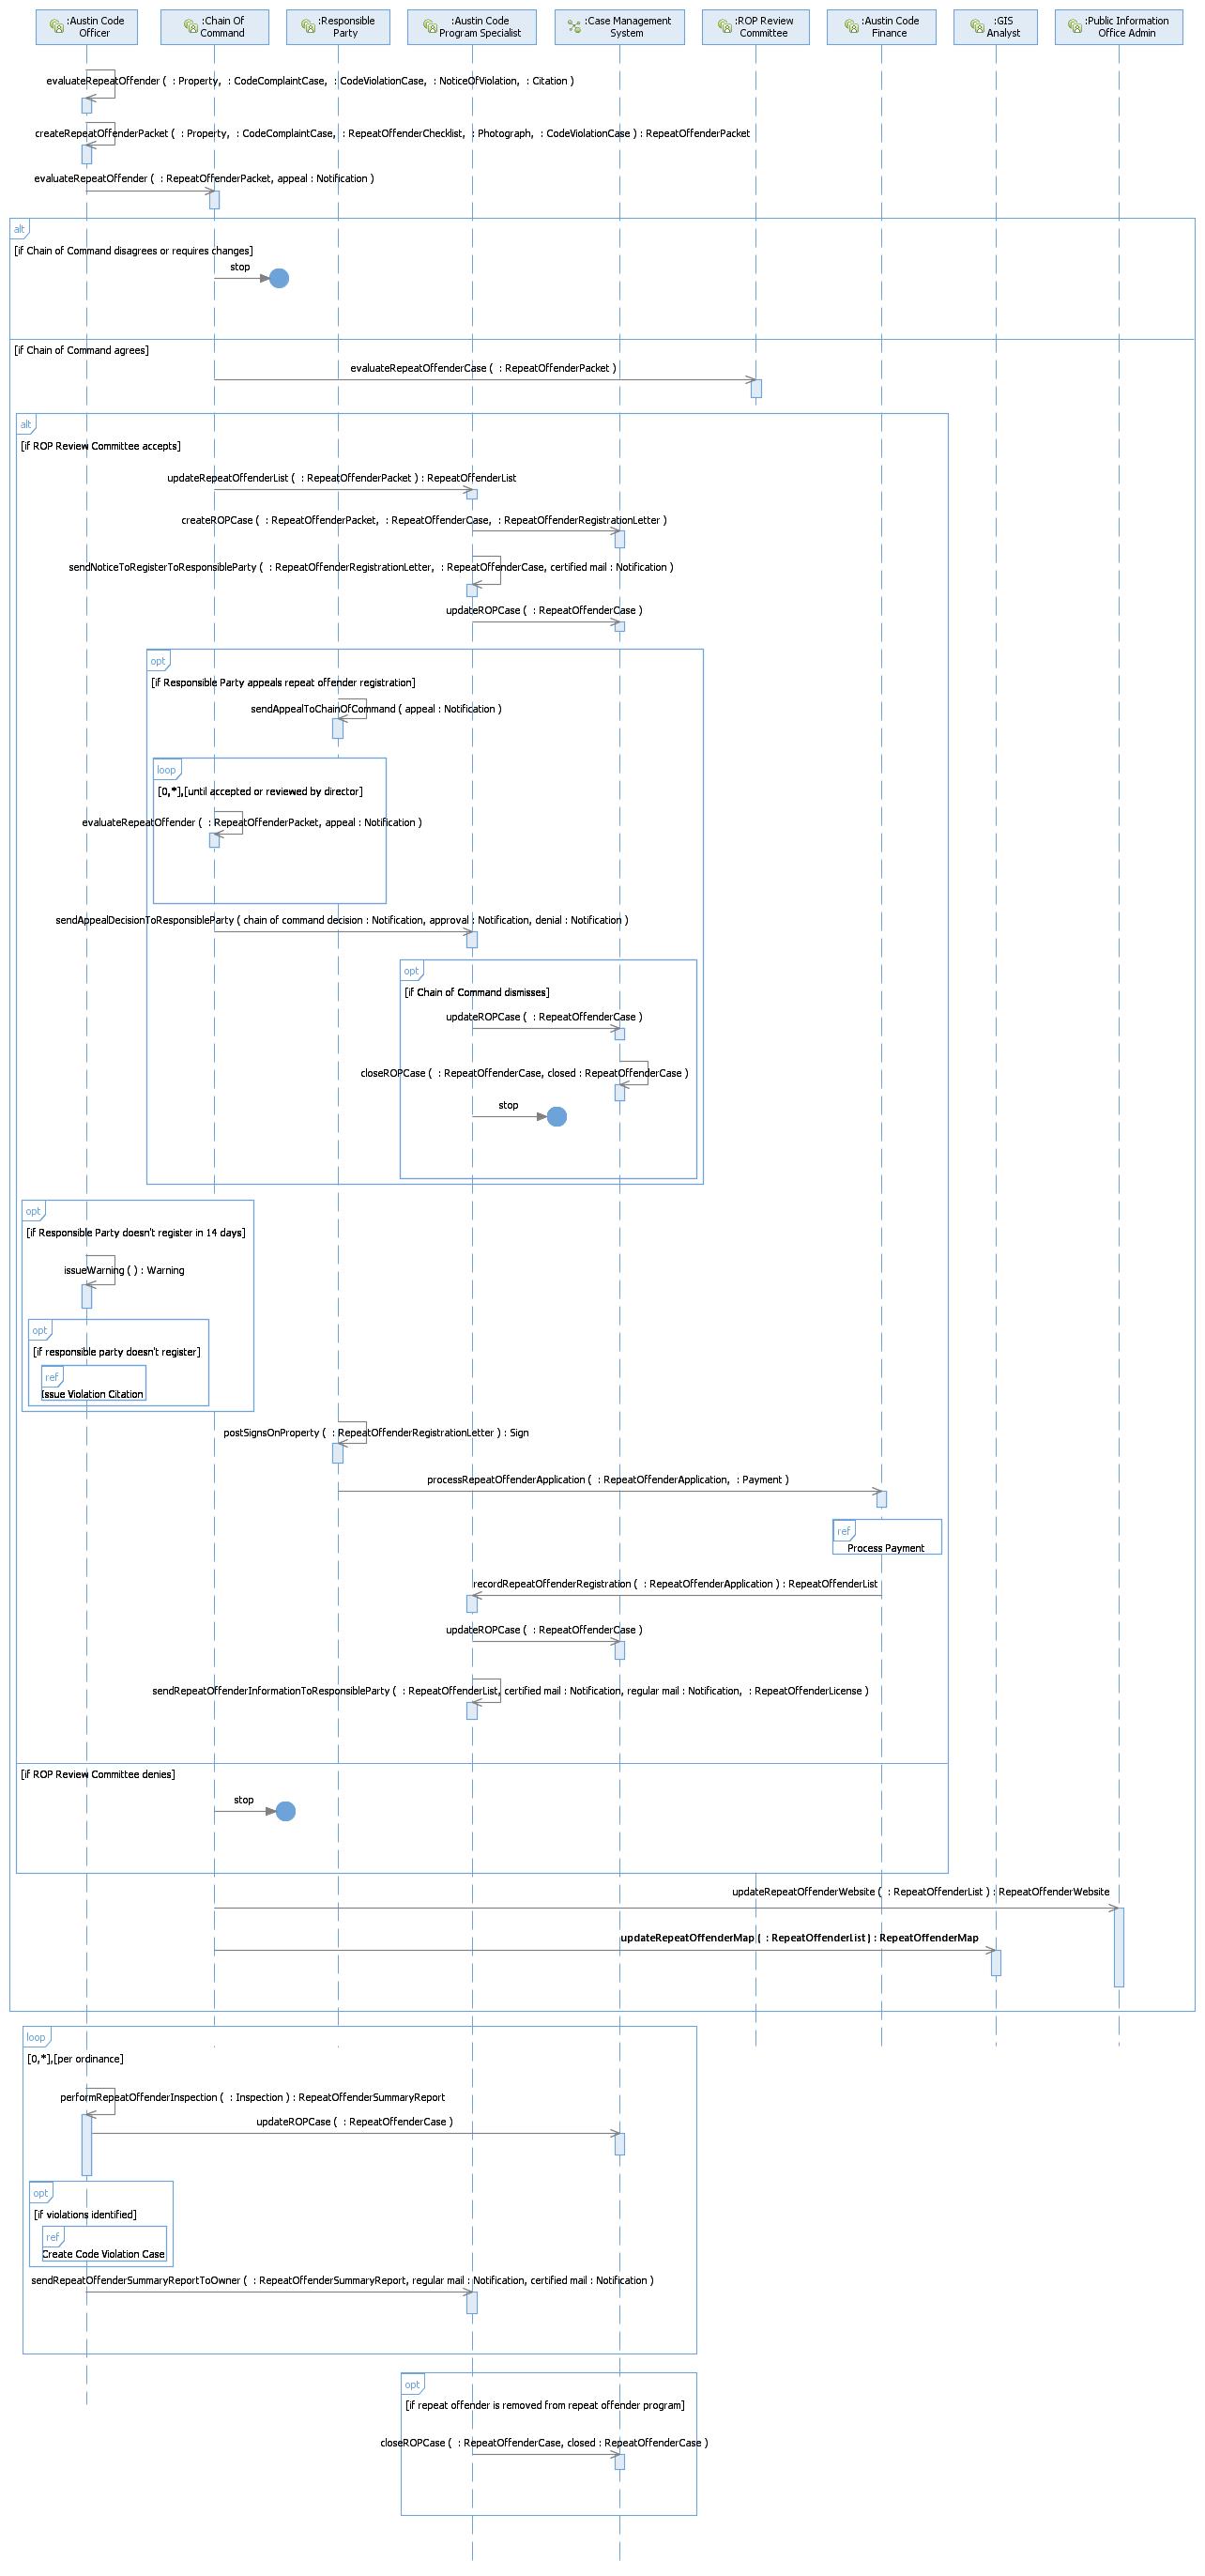 :Austin Code
Officer
:Chain Of
Command
:Responsible
Party
:Austin Code
Program Specialist
:Case Management
System
:ROP Review
Committee
:Austin Code
Finance
:GIS
Analyst
:Public Information
Office Admin
evaluateRepeatOffender (  : Property,  : CodeComplaintCase,  : CodeViolationCase,  : NoticeOfViolation,  : Citation )
createRepeatOffenderPacket (  : Property,  : CodeComplaintCase,  : RepeatOffenderChecklist,  : Photograph,  : CodeViolationCase ) : RepeatOffenderPacket
evaluateRepeatOffender (  : RepeatOffenderPacket, appeal : Notification )
alt
[if Chain of Command disagrees or requires changes]
stop
[if Chain of Command agrees]
evaluateRepeatOffenderCase (  : RepeatOffenderPacket )
alt
[if ROP Review Committee accepts]
updateRepeatOffenderList (  : RepeatOffenderPacket ) : RepeatOffenderList
createROPCase (  : RepeatOffenderPacket,  : RepeatOffenderCase,  : RepeatOffenderRegistrationLetter )
sendNoticeToRegisterToResponsibleParty (  : RepeatOffenderRegistrationLetter,  : RepeatOffenderCase, certified mail : Notification )
updateROPCase (  : RepeatOffenderCase )
opt
[if Responsible Party appeals repeat offender registration]
sendAppealToChainOfCommand ( appeal : Notification )
loop
[0,*],[until accepted or reviewed by director]
evaluateRepeatOffender (  : RepeatOffenderPacket, appeal : Notification )
sendAppealDecisionToResponsibleParty ( chain of command decision : Notification, approval : Notification, denial : Notification )
opt
[if Chain of Command dismisses]
updateROPCase (  : RepeatOffenderCase )
closeROPCase (  : RepeatOffenderCase, closed : RepeatOffenderCase )
stop
opt
[if Responsible Party doesn't register in 14 days]
issueWarning ( ) : Warning
opt
[if responsible party doesn't register]
ref
Issue Violation Citation
postSignsOnProperty (  : RepeatOffenderRegistrationLetter ) : Sign
processRepeatOffenderApplication (  : RepeatOffenderApplication,  : Payment )
ref
Process Payment
recordRepeatOffenderRegistration (  : RepeatOffenderApplication ) : RepeatOffenderList
updateROPCase (  : RepeatOffenderCase )
sendRepeatOffenderInformationToResponsibleParty (  : RepeatOffenderList, certified mail : Notification, regular mail : Notification,  : RepeatOffenderLicense )
[if ROP Review Committee denies]
stop
updateRepeatOffenderWebsite (  : RepeatOffenderList ) : RepeatOffenderWebsite
updateRepeatOffenderMap (  : RepeatOffenderList ) : RepeatOffenderMap
loop
[0,*],[per ordinance]
performRepeatOffenderInspection (  : Inspection ) : RepeatOffenderSummaryReport
updateROPCase (  : RepeatOffenderCase )
opt
[if violations identified]
ref
Create Code Violation Case
sendRepeatOffenderSummaryReportToOwner (  : RepeatOffenderSummaryReport, regular mail : Notification, certified mail : Notification )
opt
[if repeat offender is removed from repeat offender program]
closeROPCase (  : RepeatOffenderCase, closed : RepeatOffenderCase )